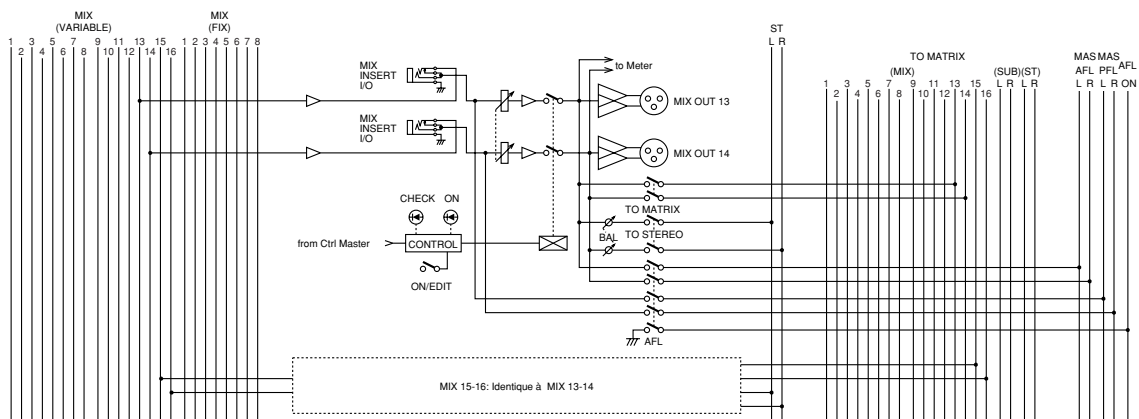 MIX
(VARIABLE)
1 2 3 4 5 6 7 8 9 10 11 12 13 14 15 16
MIX
(FIX)
1 2 3 4 5 6 7 8
MIX
INSERT
I/O
MIX
INSERT
I/O
to Meter
MIX OUT 13
MIX OUT 14
CHECK ON
from Ctrl Master
CONTROL
ON/EDIT
TO MATRIX
TO STEREO
BAL
AFL
ST
L R
TO MATRIX
(MIX)
1 2 3 4 5 6 7 8 9 10 11 12 13 14 15 16
(SUB) (ST)
L R L R
MAS MAS
AFL PFL AFL
L R L R ON
MIX 15-16: Identique à MIX 13-14